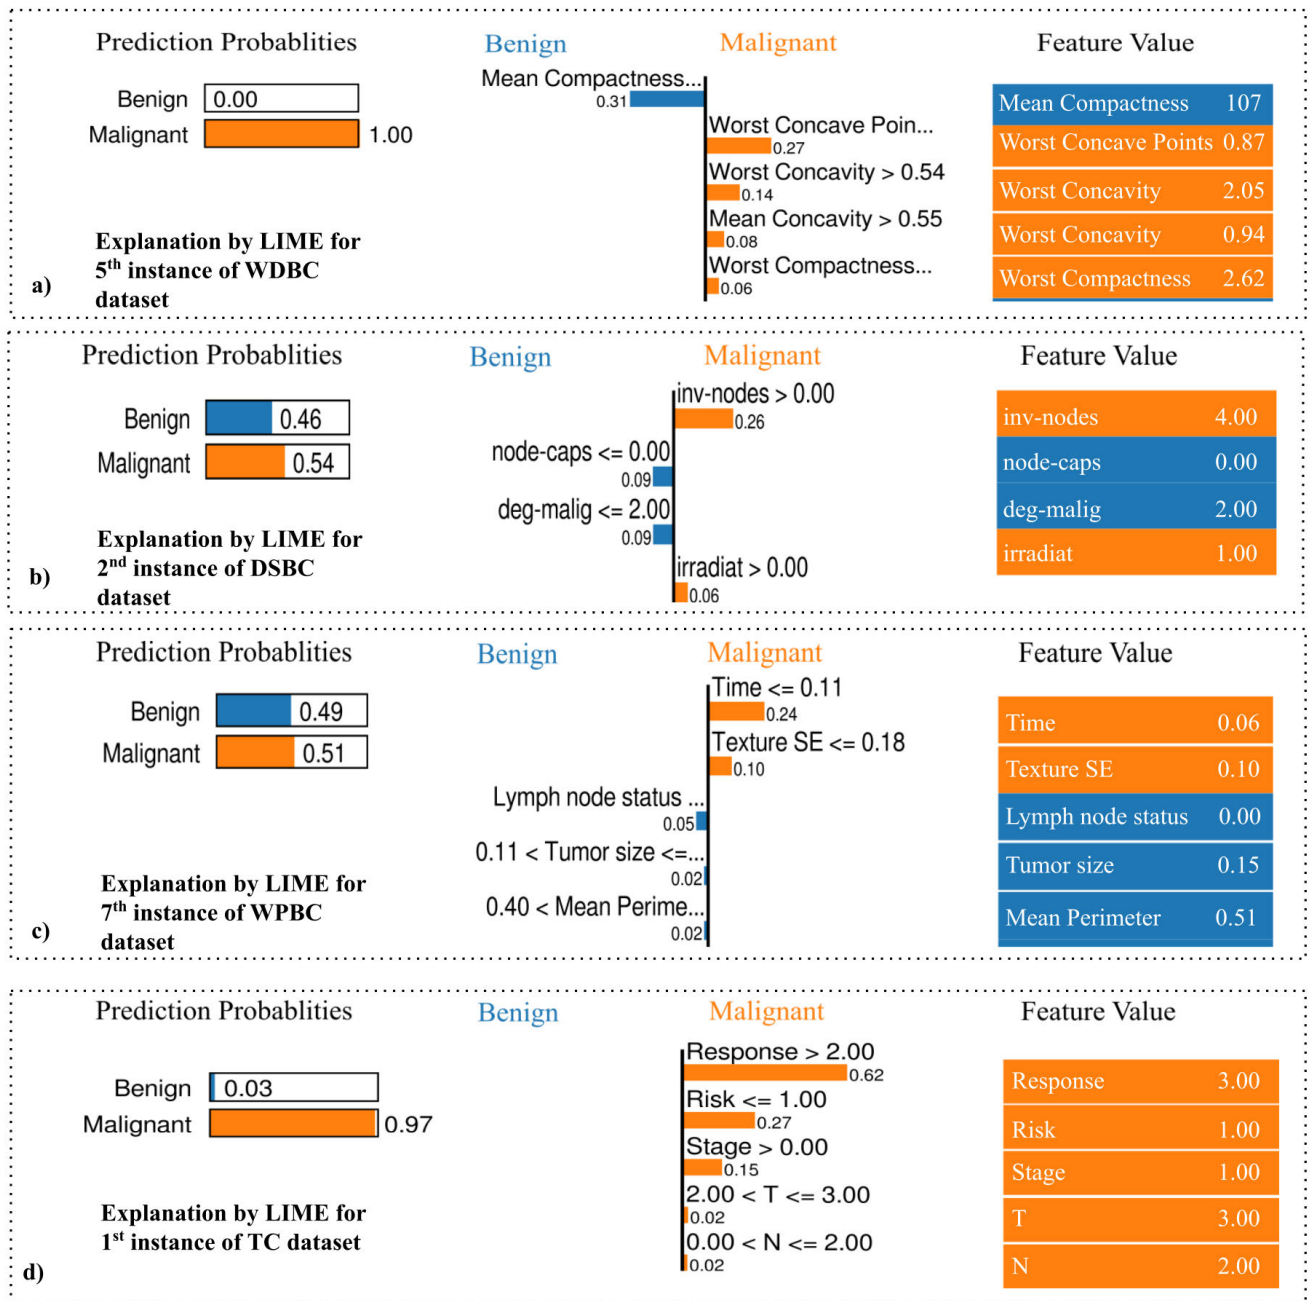 Prediction Probablities
Benign
0.00
Malignant
1.00
Explanation by LIME for
5th instance of WDBC
dataset
a)
Benign
Malignant
Mean Compactness...
0.31
Worst Concave Poin...
0.27
Worst Concavity > 0.54
0.14
Mean Concavity > 0.55
0.08
Worst Compactness...
0.06
Feature Value
Mean Compactness 107
Worst Concave Points 0.87
Worst Concavity 2.05
Worst Concavity 0.94
Worst Compactness 2.62
Prediction Probablities
Benign
0.46
Malignant
0.54
Explanation by LIME for
2nd instance of DSBC
dataset
b)
Benign
Malignant
inv-nodes > 0.00
0.26
node-caps <= 0.00
0.09
deg-malig <= 2.00
0.09
irradiat > 0.00
0.06
Feature Value
inv-nodes 4.00
node-caps 0.00
deg-malig 2.00
irradiat 1.00
Prediction Probablities
Benign
0.49
Malignant
0.51
Explanation by LIME for
7th instance of WPBC
dataset
c)
Benign
Malignant
Time <= 0.11
0.24
Texture SE <= 0.18
0.10
Lymph node status ...
0.05
0.11 < Tumor size <=...
0.02
0.40 < Mean Perime...
0.02
Feature Value
Time 0.06
Texture SE 0.10
Lymph node status 0.00
Tumor size 0.15
Mean Perimeter 0.51
Prediction Probablities
Benign
0.03
Malignant
0.97
Explanation by LIME for
1st instance of TC dataset
d)
Benign
Malignant
Response > 2.00
0.62
Risk <= 1.00
0.27
Stage > 0.00
0.15
2.00 < T <= 3.00
0.02
0.00 < N <= 2.00
0.02
Feature Value
Response 3.00
Risk 1.00
Stage 1.00
T 3.00
N 2.00